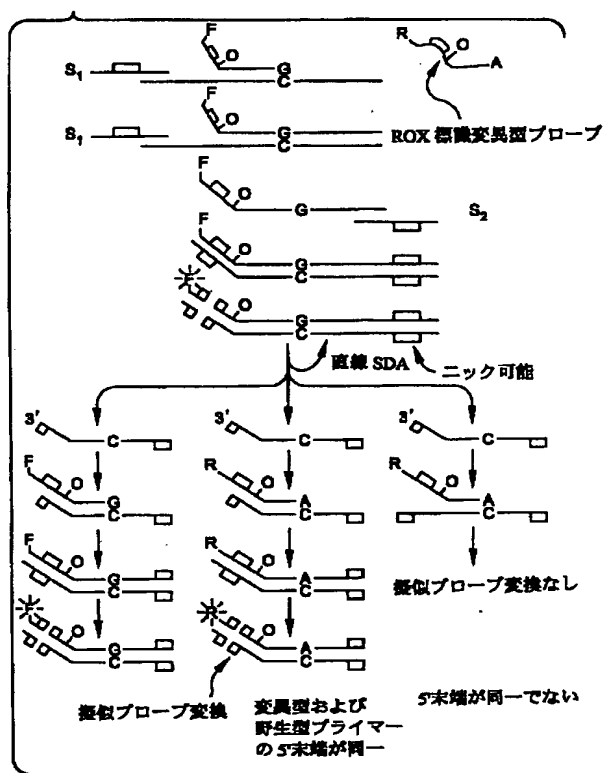 F
R
O
O
A
S₁
G
C
F
O
S₁
G
C
ROX 標識変異型プローブ
O
G
S₂
F
O
G
C
F
O
G
C
直線 SDA
ニック可能
3'
C
3'
C
3'
C
F
O
G
C
R
O
A
C
R
O
A
C
F
O
G
C
R
O
A
C
擬似プローブ変換なし
F
O
G
C
R
O
A
C
擬似プローブ変換
変異型および
野生型プライマー
の 5'末端が同一
5'末端が同一でない